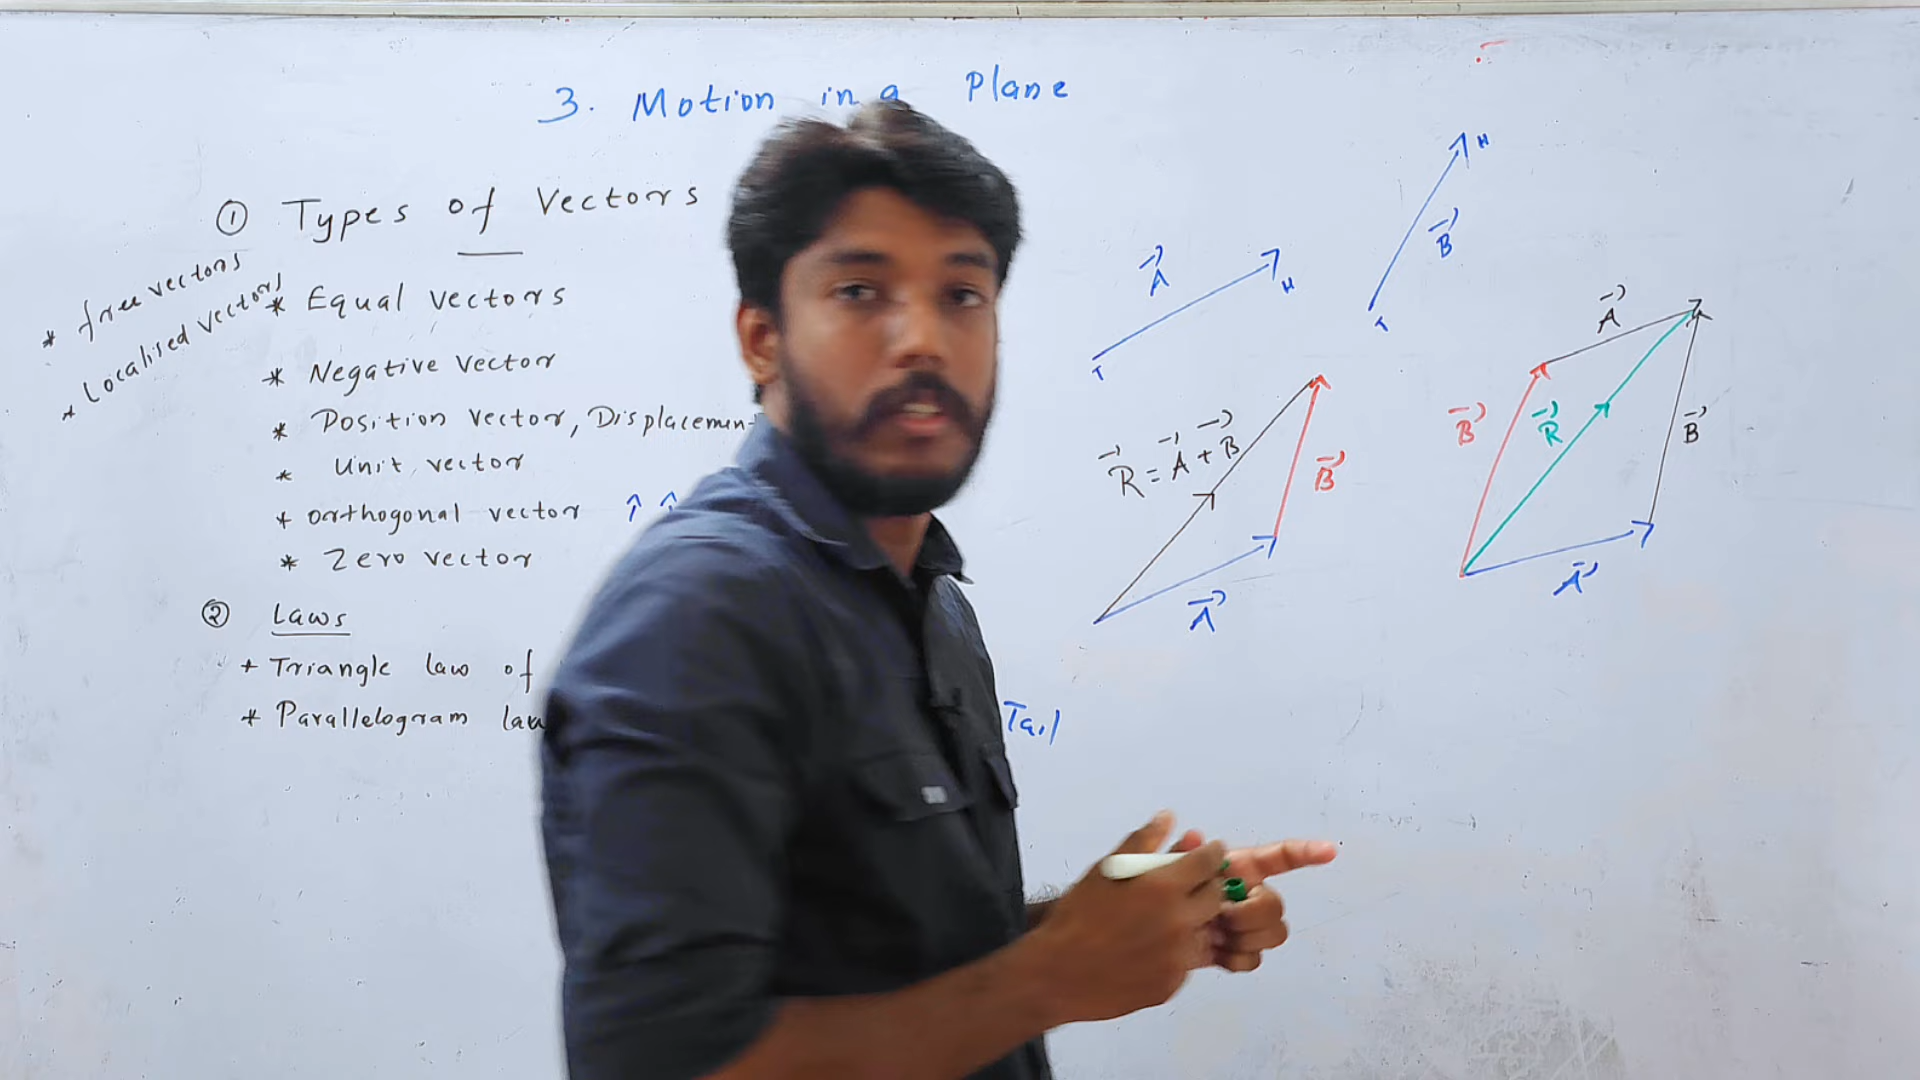 3. Motion in a Plane
① Types of Vectors
* free vectors
* Localised vectors
* Equal vectors
* Negative vector
* Position vector, Displacemen
* Unit vector
* orthogonal vector
* Zero vector
② Laws
* Triangle law of
* Parallelogram law
Tail
A⃗
T
H
B⃗
T
H
R⃗ = A⃗ + B⃗
B⃗
A⃗
A⃗
B⃗
R⃗
B⃗
A⃗